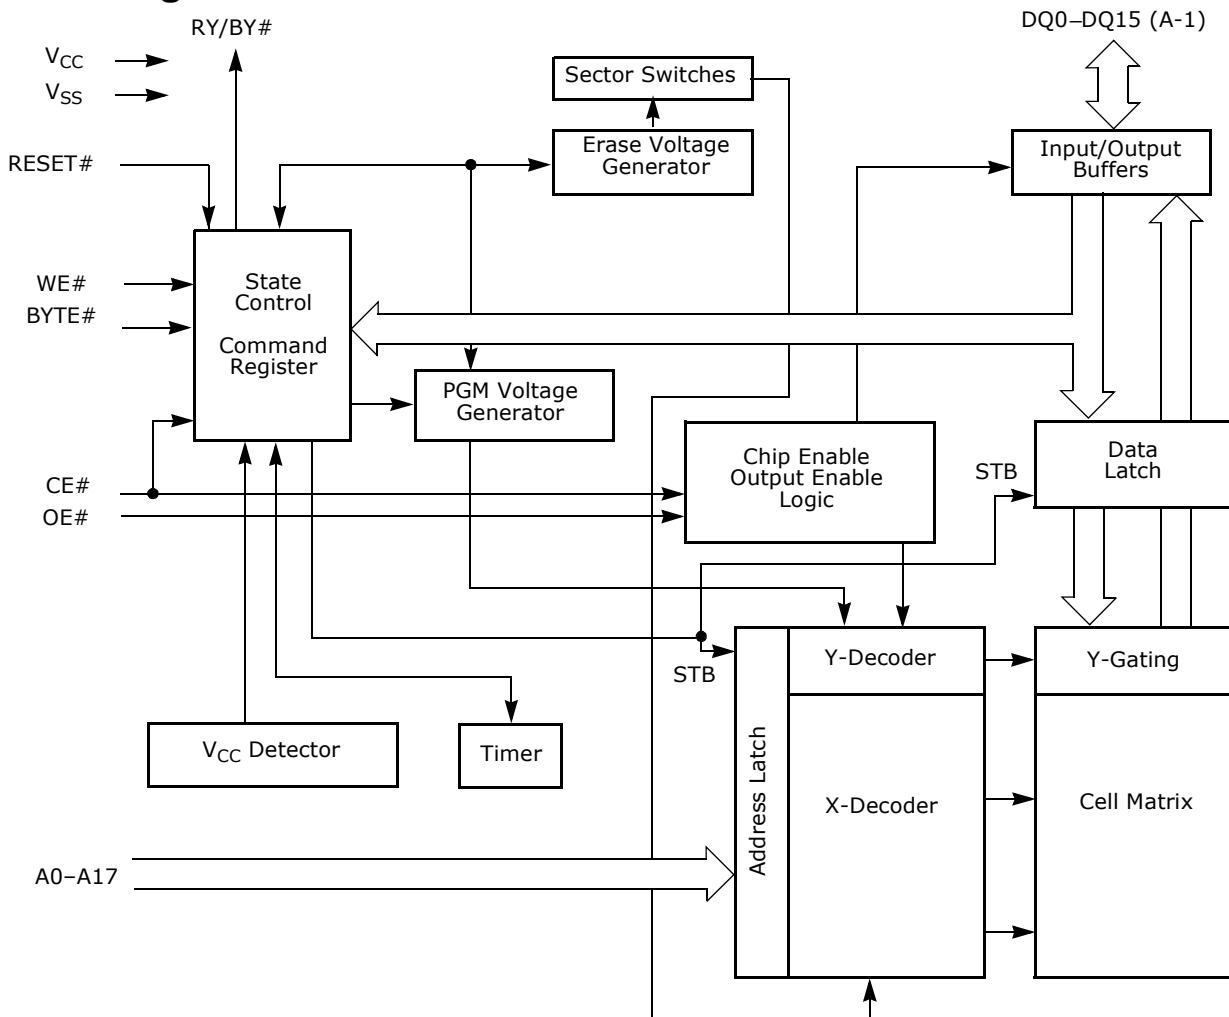 RY/BY#
DQ0–DQ15 (A-1)
VCC
VSS
Sector Switches
Erase Voltage
Generator
Input/Output
Buffers
RESET#
WE#
BYTE#
State
Control
Command
Register
PGM Voltage
Generator
Chip Enable
Output Enable
Logic
Data
Latch
STB
CE#
OE#
STB
Y-Decoder
Y-Gating
VCC Detector
Timer
Address Latch
X-Decoder
Cell Matrix
A0–A17